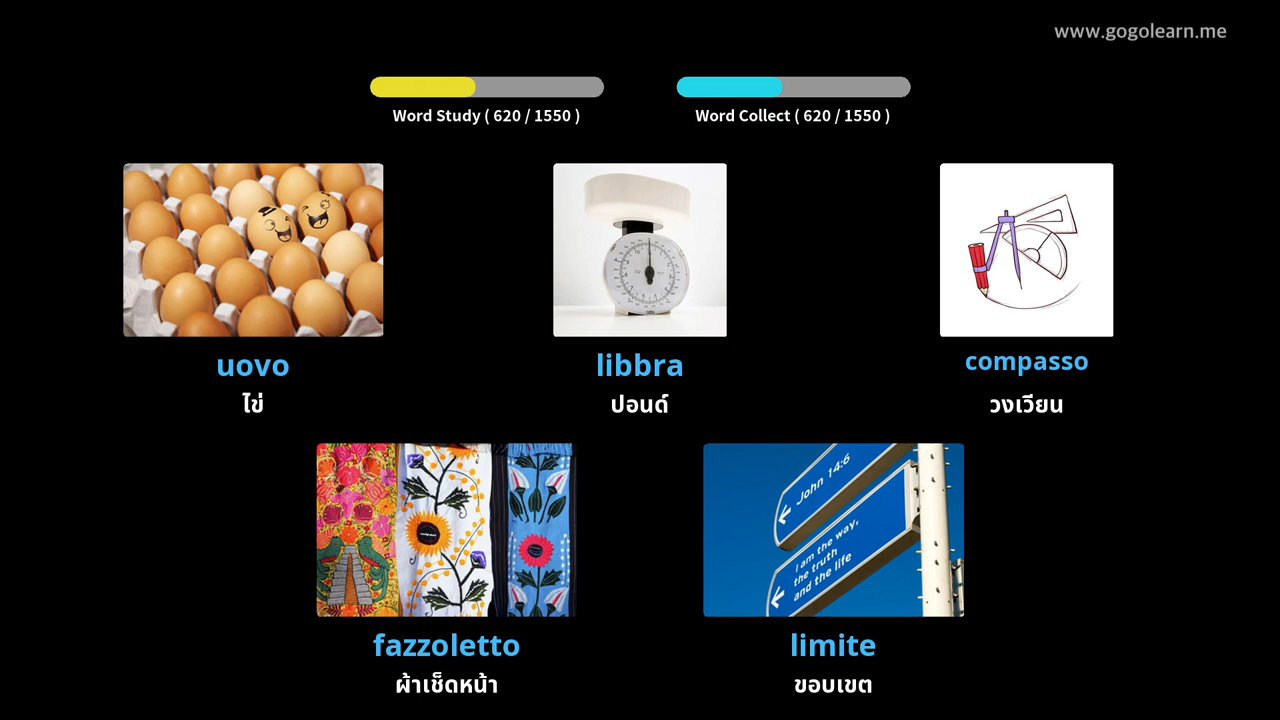 www.gogolearn.me
Word Study ( 620 / 1550 )
Word Collect ( 620 / 1550 )
uovo
ไข่
libbra
ปอนด์
compasso
วงเวียน
John 14:6
I am the way,
the truth
and the life
fazzoletto
ผ้าเช็ดหน้า
limite
ขอบเขต